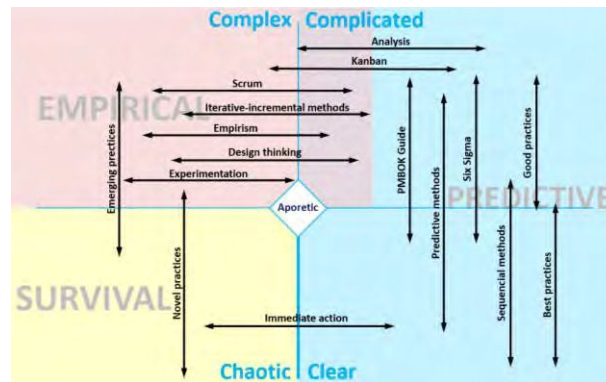 Complex Complicated
Analysis
Kanban
Scrum
EMPIRICAL
Iterative-incremental methods
Empirism
Design thinking
Experimentation
Emerging prectices
PMBOK Guide
Predictive methods
Six Sigma
Good practices
PREDICTIVE
Aporetic
SURVIVAL
Novel practices
Immediate action
Sequencial methods
Best practices
Chaotic Clear